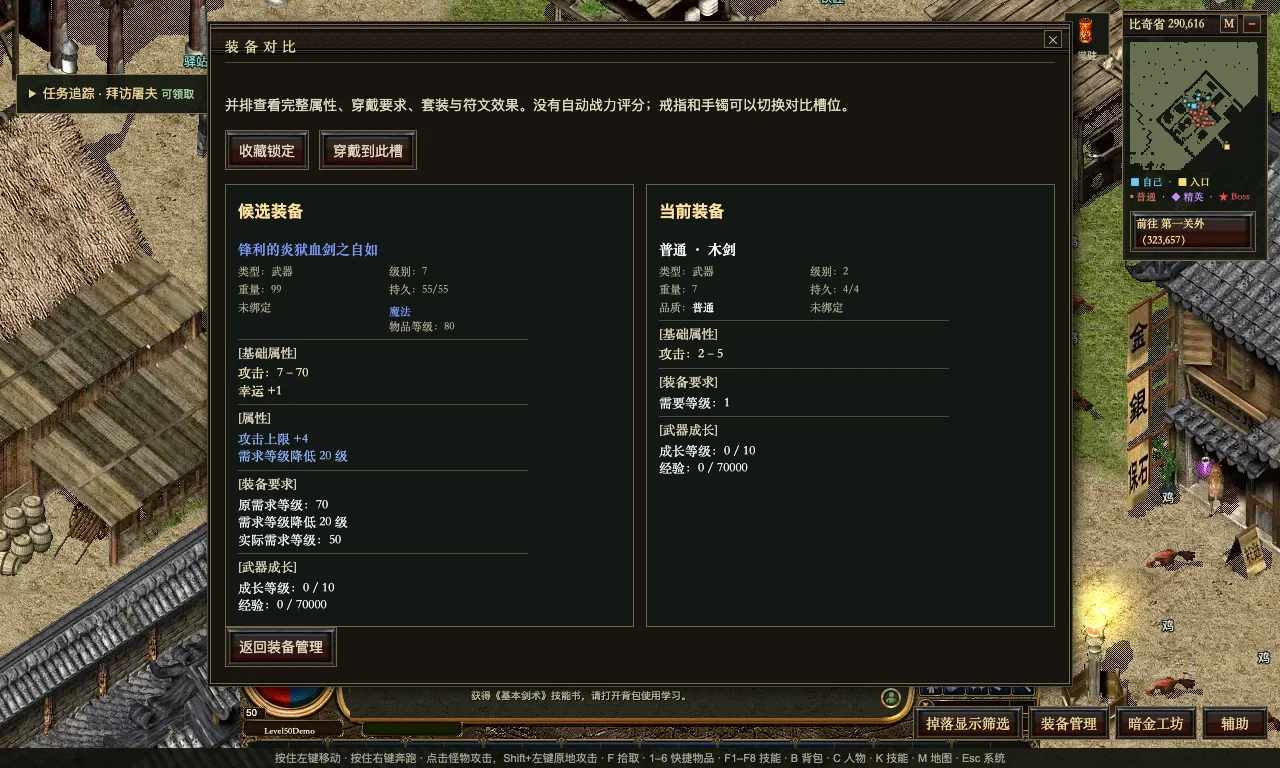 驿站
任务追踪 · 拜访屠夫 可领取
装备对比
并排查看完整属性、穿戴要求、套装与符文效果。没有自动战力评分；戒指和手镯可以切换对比槽位。
收藏锁定
穿戴到此槽
候选装备
锋利的炎狱血剑之自如
类型：武器 级别：7
重量：99 持久：55/55
未绑定 魔法
物品等级：80
[基础属性]
攻击：7－70
幸运 +1
[属性]
攻击上限 +4
需求等级降低 20 级
[装备要求]
原需求等级：70
需求等级降低 20 级
实际需求等级：50
[武器成长]
成长等级：0 / 10
经验：0 / 70000
当前装备
普通 · 木剑
类型：武器 级别：2
重量：7 持久：4/4
品质：普通 未绑定
[基础属性]
攻击：2－5
[装备要求]
需要等级：1
[武器成长]
成长等级：0 / 10
经验：0 / 70000
返回装备管理
比奇省 290,616 M －
自己 · 入口
普通 · 精英 · Boss
前往 第一关外
（323,657）
金
銀
鸡
鸡
鸡
50
Level50Demo
获得《基本剑术》技能书，请打开背包使用学习。
掉落显示筛选
装备管理
暗金工坊
辅助
按住左键移动 · 按住右键奔跑 · 点击怪物攻击，Shift+左键原地攻击 · F 拾取 · 1–6 快捷物品 · F1–F8 技能 · B 背包 · C 人物 · K 技能 · M 地图 · Esc 系统